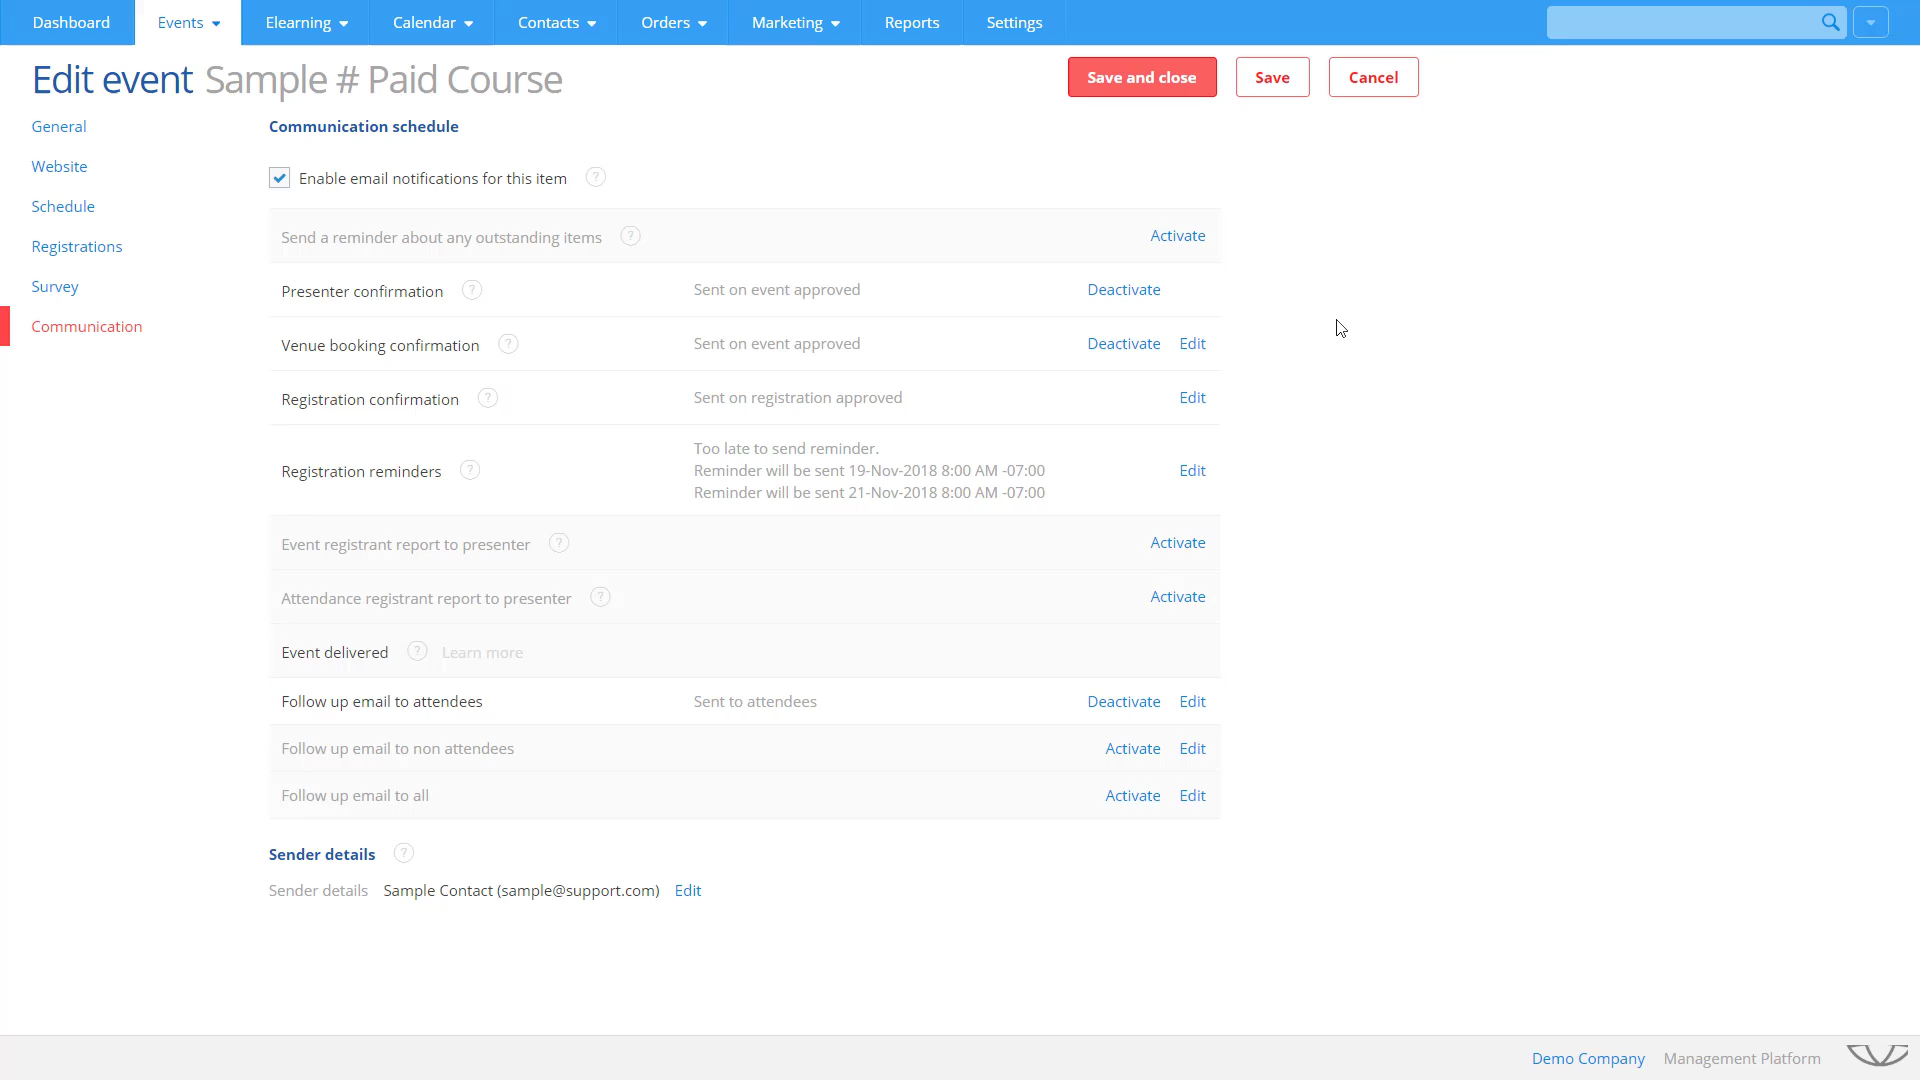 Dashboard Events Elearning Calendar Contacts Orders Marketing Reports Settings
Edit event Sample # Paid Course
Save and close Save Cancel
General
Website
Schedule
Registrations
Survey
Communication
Communication schedule
Enable email notifications for this item ?
Send a reminder about any outstanding items ? Activate
Presenter confirmation ? Sent on event approved Deactivate
Venue booking confirmation ? Sent on event approved Deactivate Edit
Registration confirmation ? Sent on registration approved Edit
Too late to send reminder.
Registration reminders ? Reminder will be sent 19-Nov-2018 8:00 AM -07:00 Edit
Reminder will be sent 21-Nov-2018 8:00 AM -07:00
Event registrant report to presenter ? Activate
Attendance registrant report to presenter ? Activate
Event delivered ? Learn more
Follow up email to attendees Sent to attendees Deactivate Edit
Follow up email to non attendees Activate Edit
Follow up email to all Activate Edit
Sender details ?
Sender details Sample Contact (sample@support.com) Edit
Demo Company Management Platform